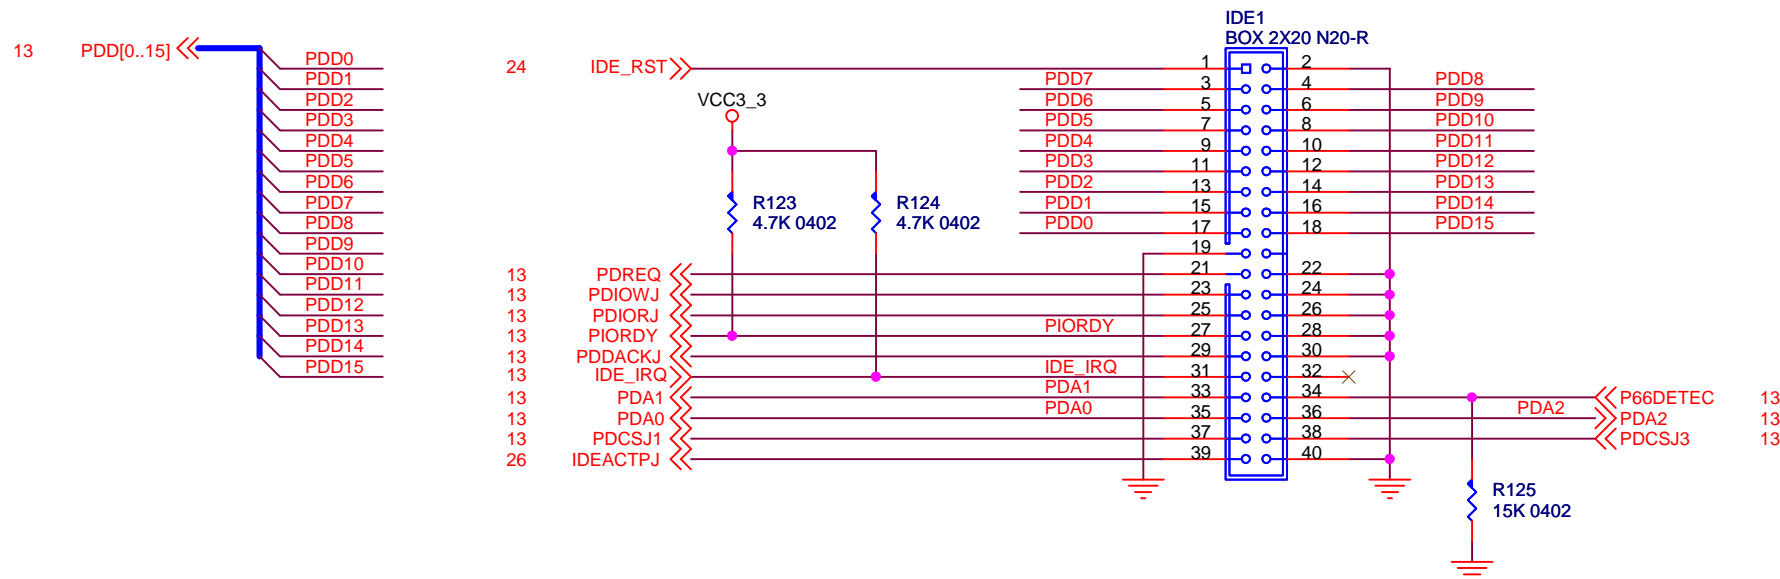 13 PDD[0..15]
PDD0
PDD1
PDD2
PDD3
PDD4
PDD5
PDD6
PDD7
PDD8
PDD9
PDD10
PDD11
PDD12
PDD13
PDD14
PDD15
IDE1
BOX 2X20 N20-R
24 IDE_RST 1 2
VCC3_3
R123
4.7K 0402
R124
4.7K 0402
PDD7 3 4 PDD8
PDD6 5 6 PDD9
PDD5 7 8 PDD10
PDD4 9 10 PDD11
PDD3 11 12 PDD12
PDD2 13 14 PDD13
PDD1 15 16 PDD14
PDD0 17 18 PDD15
19
13 PDREQ 21 22
13 PDIOWJ 23 24
13 PDIORJ 25 26
13 PIORDY PIORDY 27 28
13 PDDACKJ 29 30
13 IDE_IRQ IDE_IRQ 31 32
13 PDA1 PDA1 33 34 P66DETEC 13
13 PDA0 PDA0 35 36 PDA2 PDA2 13
13 PDCSJ1 37 38 PDCSJ3 13
26 IDEACTPJ 39 40
R125
15K 0402